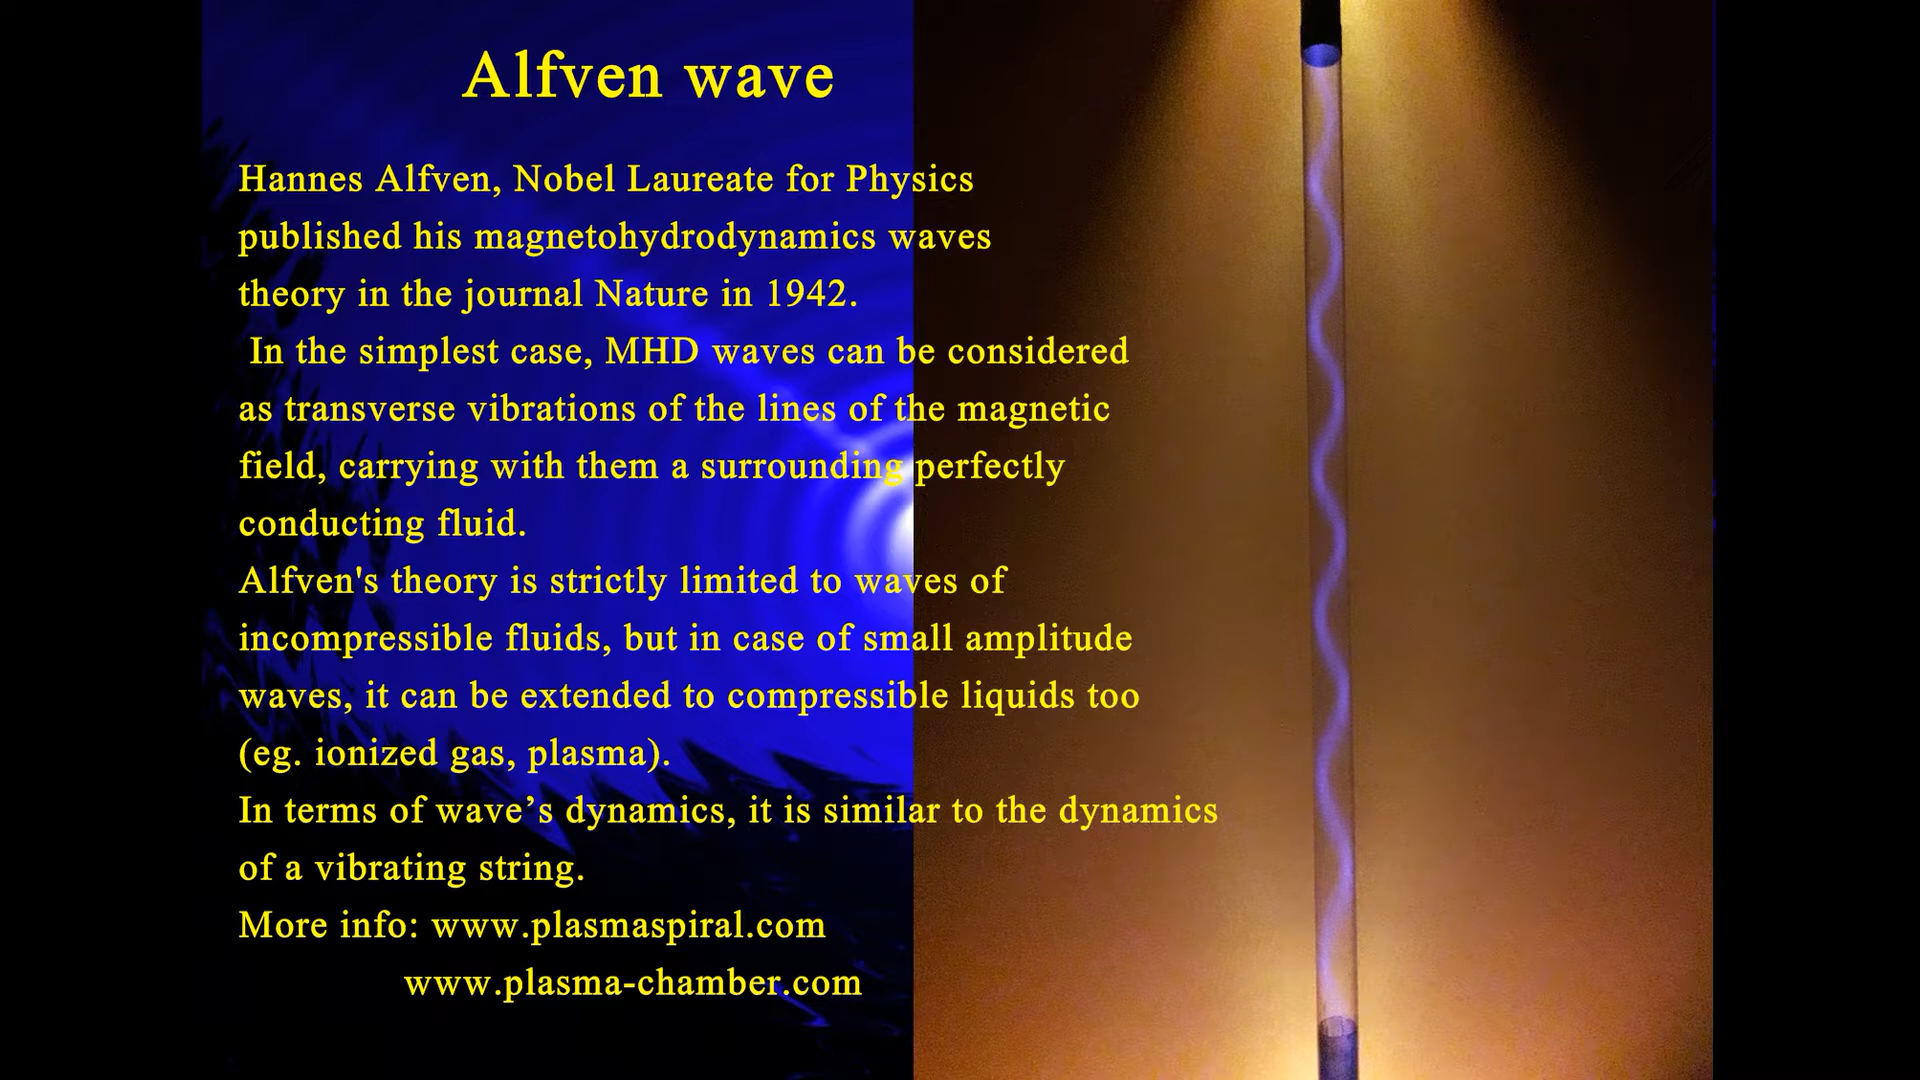 Alfven wave
Hannes Alfven, Nobel Laureate for Physics
published his magnetohydrodynamics waves
theory in the journal Nature in 1942.
In the simplest case, MHD waves can be considered
as transverse vibrations of the lines of the magnetic
field, carrying with them a surrounding perfectly
conducting fluid.
Alfven's theory is strictly limited to waves of
incompressible fluids, but in case of small amplitude
waves, it can be extended to compressible liquids too
(eg. ionized gas, plasma).
In terms of wave’s dynamics, it is similar to the dynamics
of a vibrating string.
More info: www.plasmaspiral.com
www.plasma-chamber.com